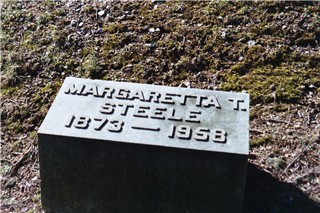 MARGARETTA T.
STEELE
1873 — 1958